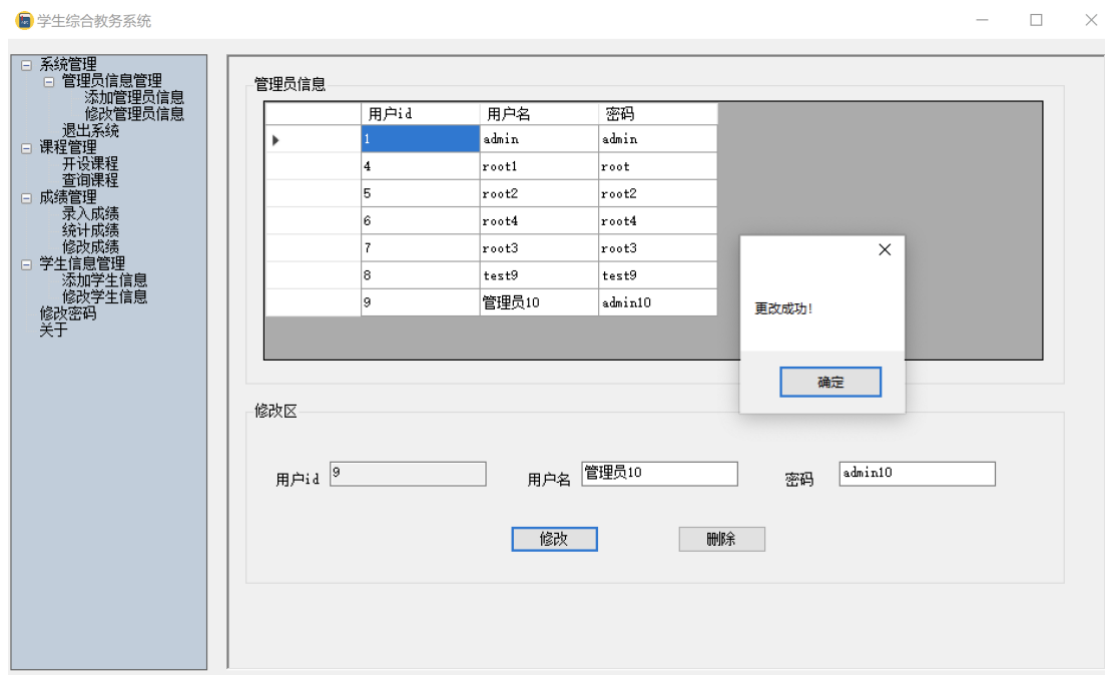 学生综合教务系统
系统管理
管理员信息管理
添加管理员信息
修改管理员信息
退出系统
课程管理
开设课程
查询课程
成绩管理
录入成绩
统计成绩
修改成绩
学生信息管理
添加学生信息
修改学生信息
修改密码
关于
管理员信息
用户id 用户名 密码
1 admin admin
4 root1 root
5 root2 root2
6 root4 root4
7 root3 root3
8 test9 test9
9 管理员10 admin10
更改成功!
确定
修改区
用户id 9 用户名 管理员10 密码 admin10
修改 删除